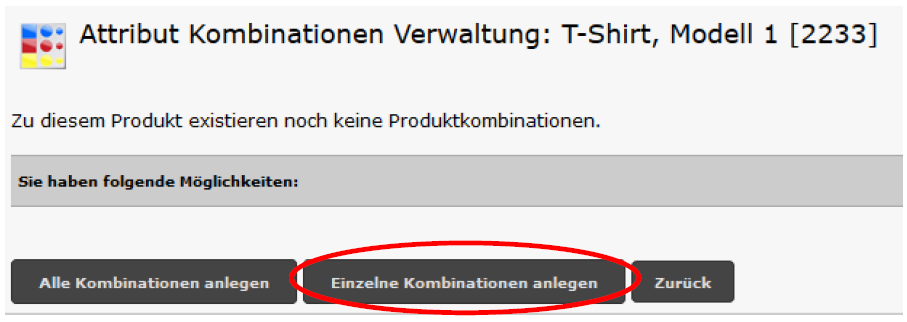 Attribut Kombinationen Verwaltung: T-Shirt, Modell 1 [2233]
Zu diesem Produkt existieren noch keine Produktkombinationen.
Sie haben folgende Möglichkeiten:
Alle Kombinationen anlegen Einzelne Kombinationen anlegen Zurück